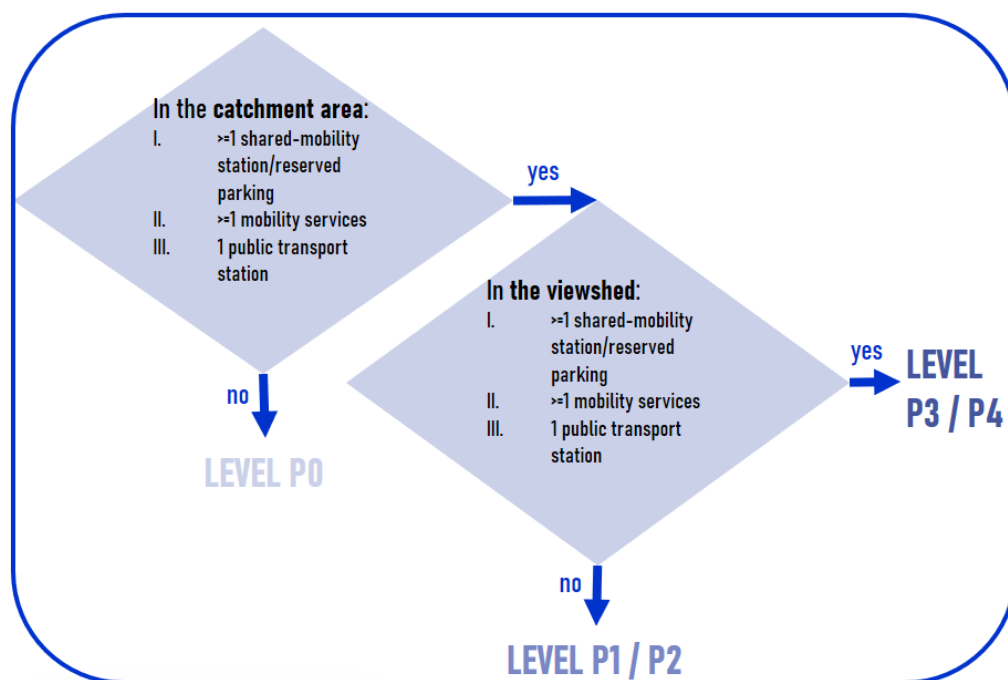 In the catchment area:
I. >=1 shared-mobility
station/reserved
parking
II. >=1 mobility services
III. 1 public transport
station
yes
no
LEVEL P0
In the viewshed:
I. >=1 shared-mobility
station/reserved
parking
II. >=1 mobility services
III. 1 public transport
station
yes
LEVEL
P3 / P4
no
LEVEL P1 / P2